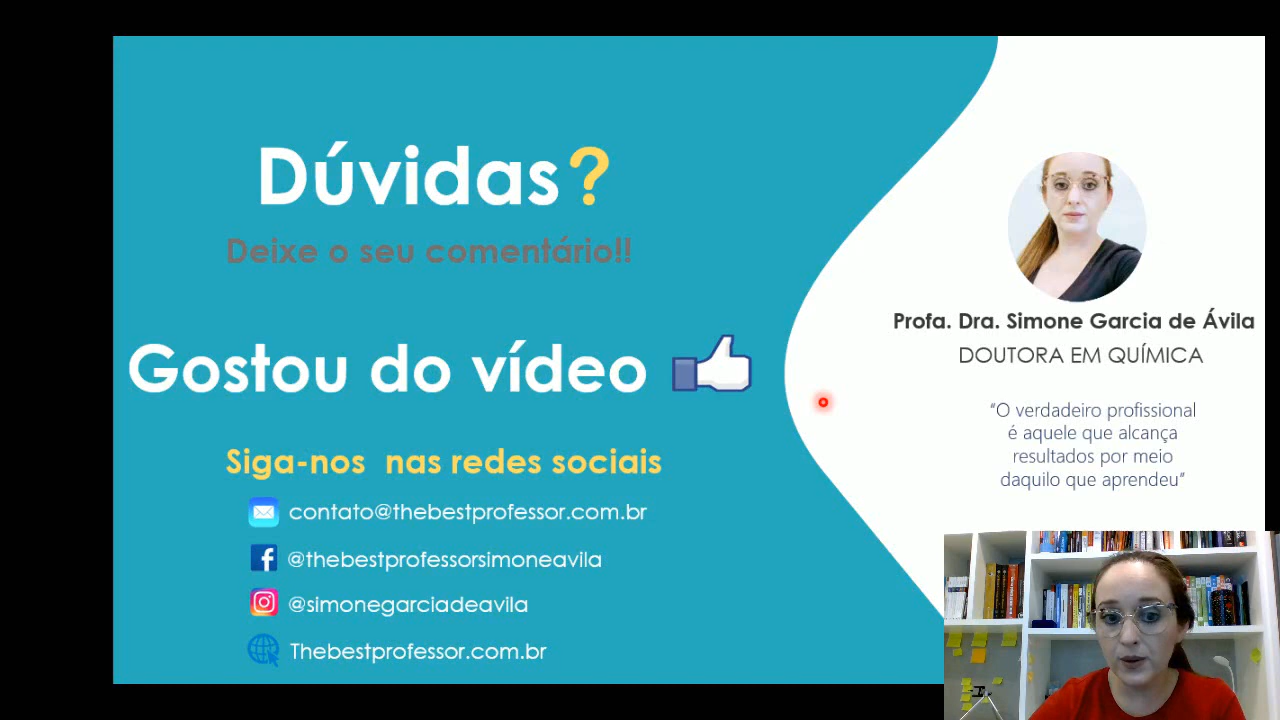 Dúvidas?
Deixe o seu comentário!!
Gostou do vídeo
Siga-nos nas redes sociais
contato@thebestprofessor.com.br
@thebestprofessorsimoneavila
@simonegarciadeavila
Thebestprofessor.com.br
Profa. Dra. Simone Garcia de Ávila
DOUTORA EM QUÍMICA
“O verdadeiro profissional
é aquele que alcança
resultados por meio
daquilo que aprendeu”